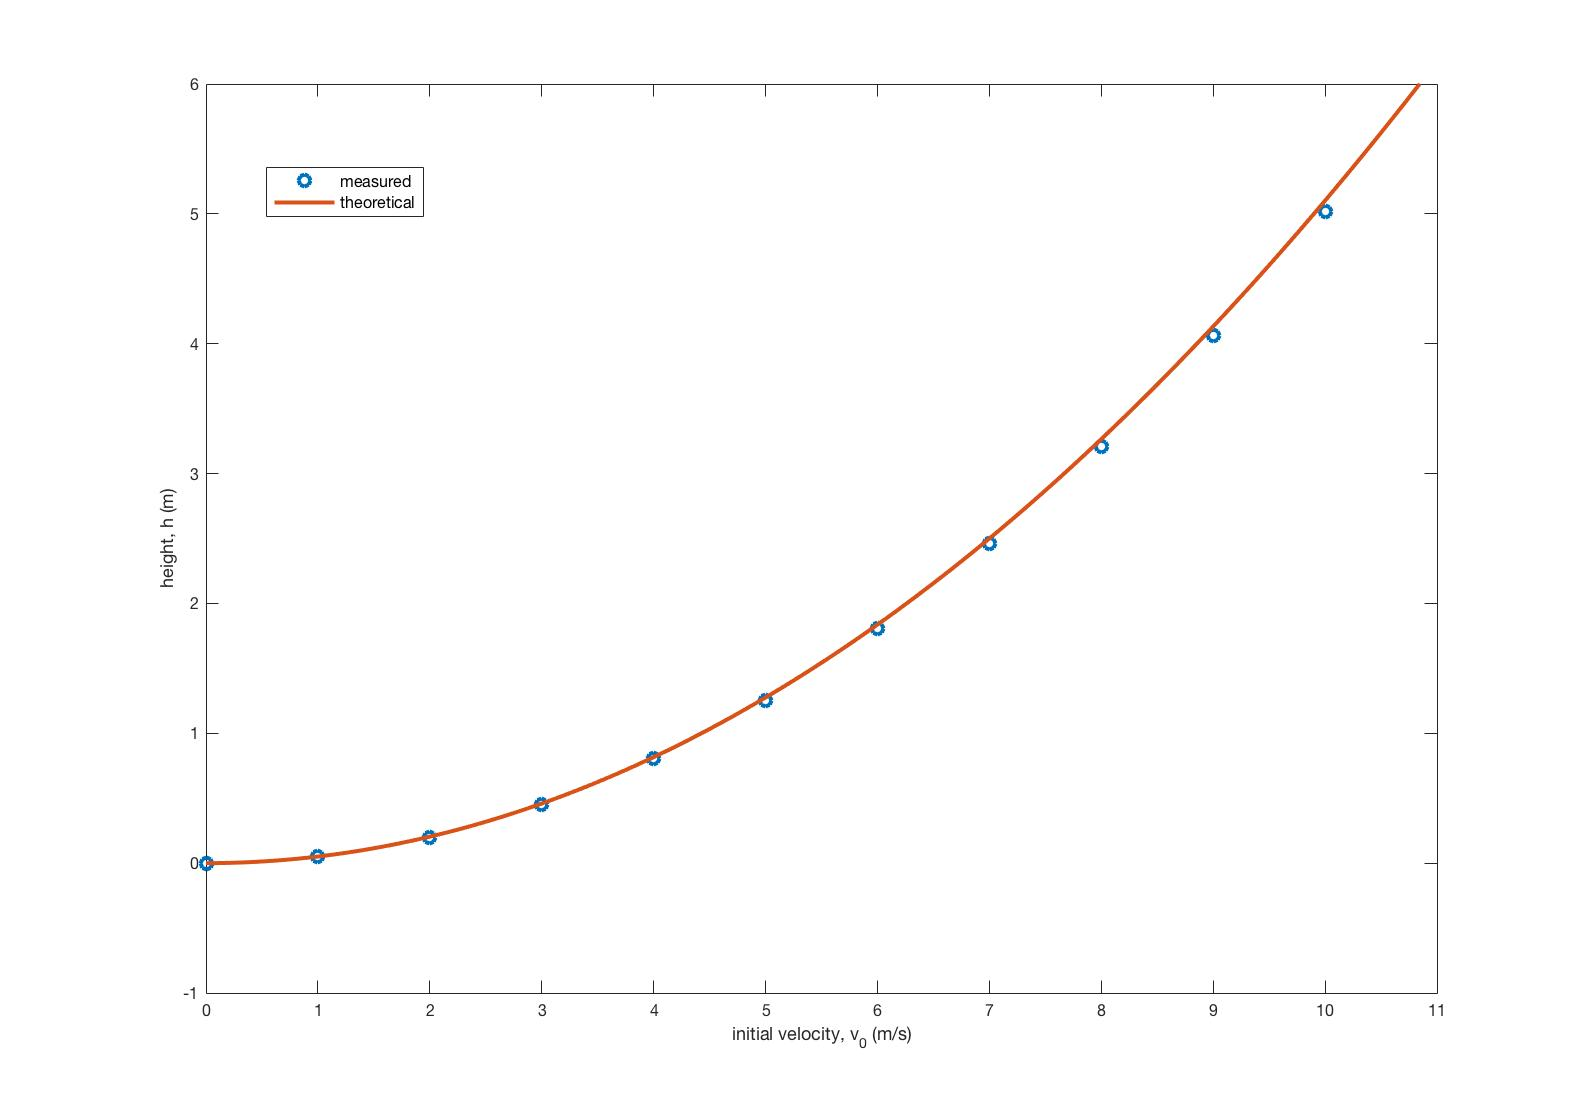 6
5
4
3
2
1
0
-1
height, h (m)
measured
theoretical
0 1 2 3 4 5 6 7 8 9 10 11
initial velocity, v0 (m/s)